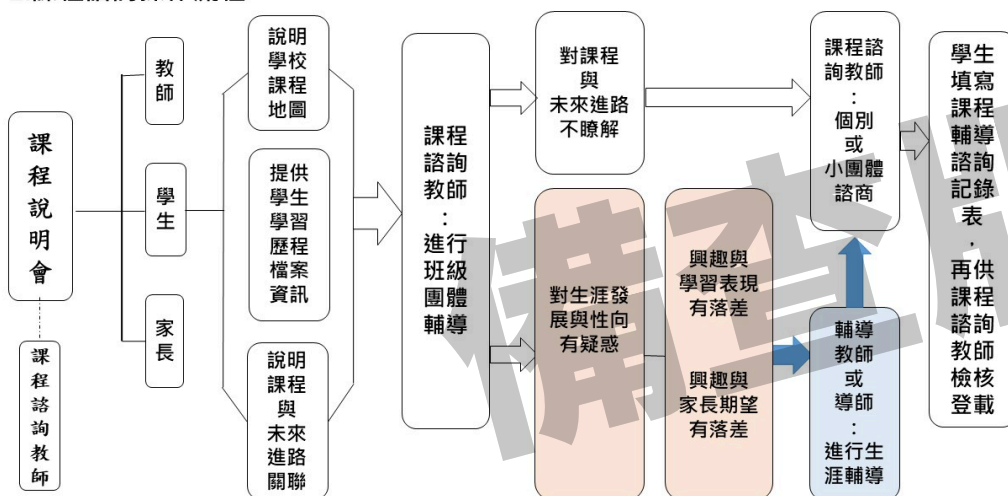 課程說明會
課程諮詢教師
教師
學生
家長
說明
學校
課程
地圖
提供
學生
學習
歷程
檔案
資訊
說明
課程
與
未來
進路
關聯
課程
諮詢
教師
：
進行
班級
團體
輔導
對課程
與
未來進路
不瞭解
對生涯發
展與性向
有疑惑
興趣與
學習表現
有落差
興趣與
家長期望
有落差
課程諮
詢教師
：
個別
或
小團體
諮商
輔導
教師
或
導師
：
進行生
涯輔導
學生
填寫
課程
輔導
諮詢
記錄
表．
再供
課程
諮詢
教師
檢核
登載
備查用